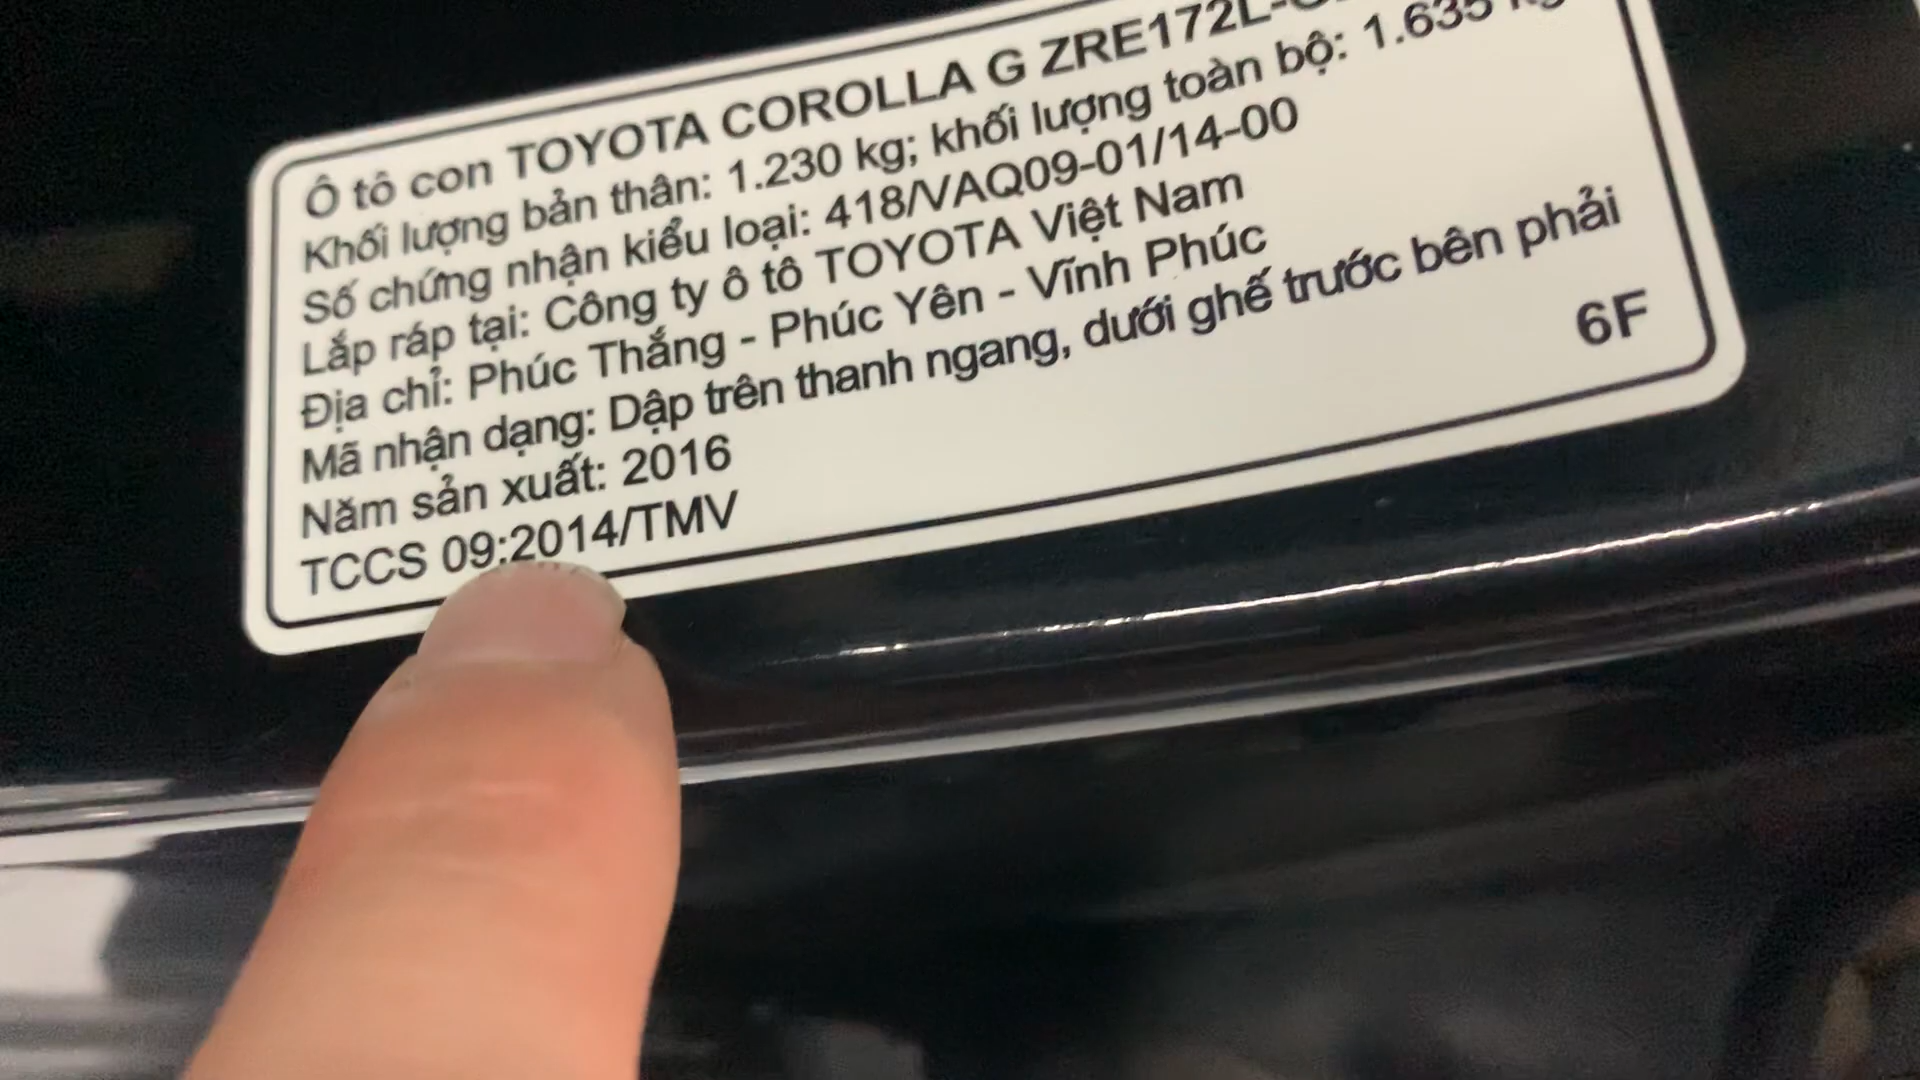 Ô tô con TOYOTA COROLLA G ZRE172L-
Khối lượng bản thân: 1.230 kg; khối lượng toàn bộ: 1.635 kg
Số chứng nhận kiểu loại: 418/VAQ09-01/14-00
Lắp ráp tại: Công ty ô tô TOYOTA Việt Nam
Địa chỉ: Phúc Thắng - Phúc Yên - Vĩnh Phúc
Mã nhận dạng: Dập trên thanh ngang, dưới ghế trước bên phải
Năm sản xuất: 2016
TCCS 09:2014/TMV
6F